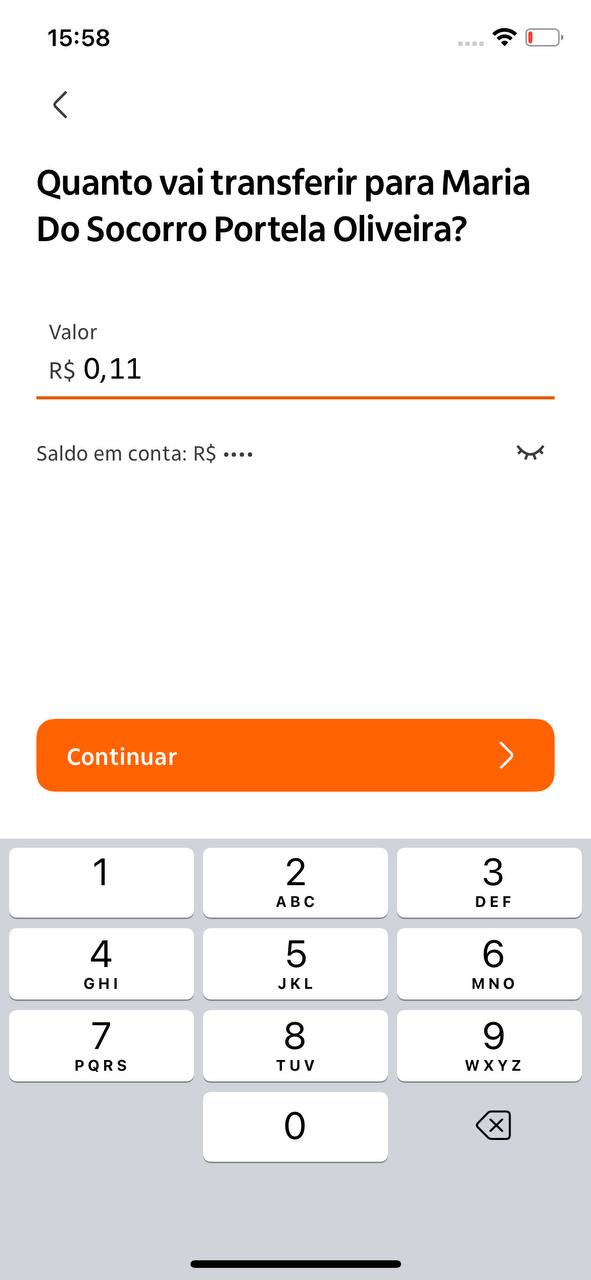 15:58
Quanto vai transferir para Maria
Do Socorro Portela Oliveira?
Valor
R$ 0,11
Saldo em conta: R$ ••••
Continuar
1
2
ABC
3
DEF
4
GHI
5
JKL
6
MNO
7
PQRS
8
TUV
9
WXYZ
0